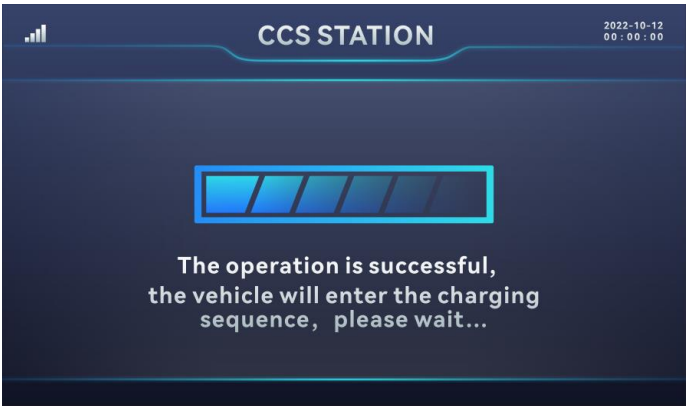 CCS STATION
2022-10-12
00:00:00
The operation is successful,
the vehicle will enter the charging
sequence, please wait...